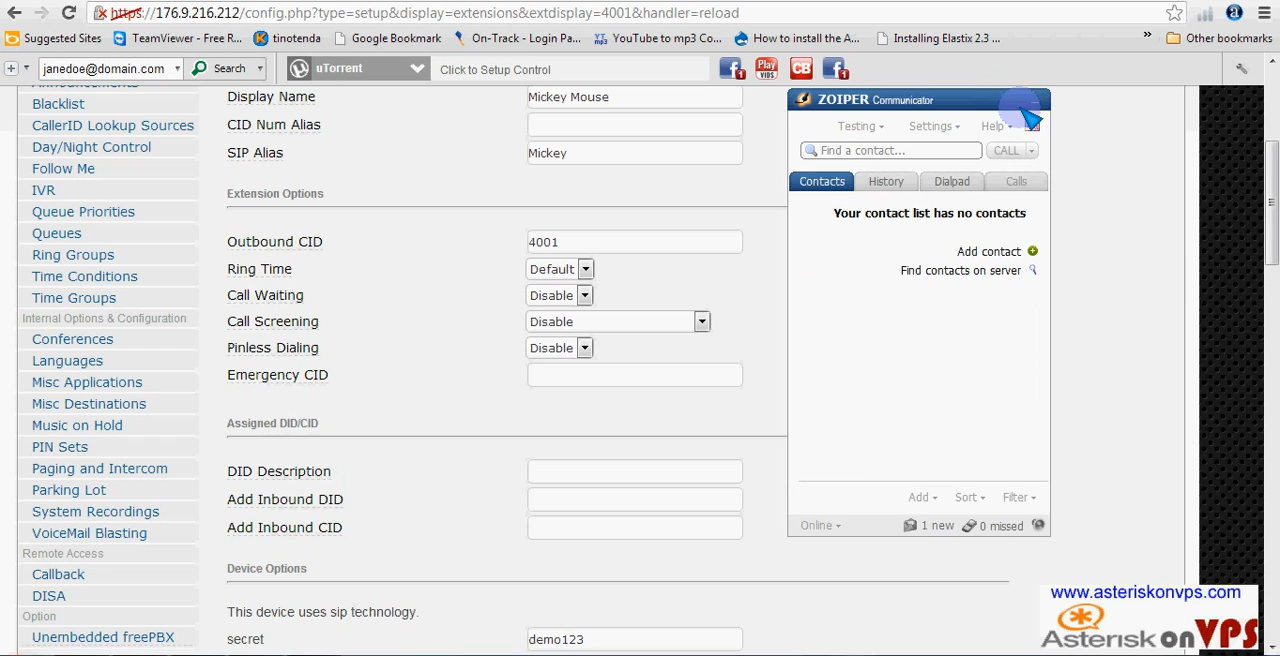 https://176.9.216.212/config.php?type=setup&display=extensions&extdisplay=4001&handler=reload
Suggested Sites TeamViewer - Free R... tinotenda Google Bookmark On-Track - Login Pa... YouTube to mp3 Co... How to install the A... Installing Elastix 2.3 ... » Other bookmarks
janedoe@domain.com Search uTorrent Click to Setup Control 1 Play VIDS CB 1
Blacklist
CallerID Lookup Sources
Day/Night Control
Follow Me
IVR
Queue Priorities
Queues
Ring Groups
Time Conditions
Time Groups
Internal Options & Configuration
Conferences
Languages
Misc Applications
Misc Destinations
Music on Hold
PIN Sets
Paging and Intercom
Parking Lot
System Recordings
VoiceMail Blasting
Remote Access
Callback
DISA
Option
Unembedded freePBX
Display Name Mickey Mouse
CID Num Alias
SIP Alias Mickey
Extension Options
Outbound CID 4001
Ring Time Default
Call Waiting Disable
Call Screening Disable
Pinless Dialing Disable
Emergency CID
Assigned DID/CID
DID Description
Add Inbound DID
Add Inbound CID
Device Options
This device uses sip technology.
secret demo123
ZOIPER Communicator
Testing Settings Help
Find a contact... CALL
Contacts History Dialpad Calls
Your contact list has no contacts
Add contact
Find contacts on server
Add Sort Filter
Online 1 new 0 missed
www.asteriskonvps.com
Asterisk on VPS